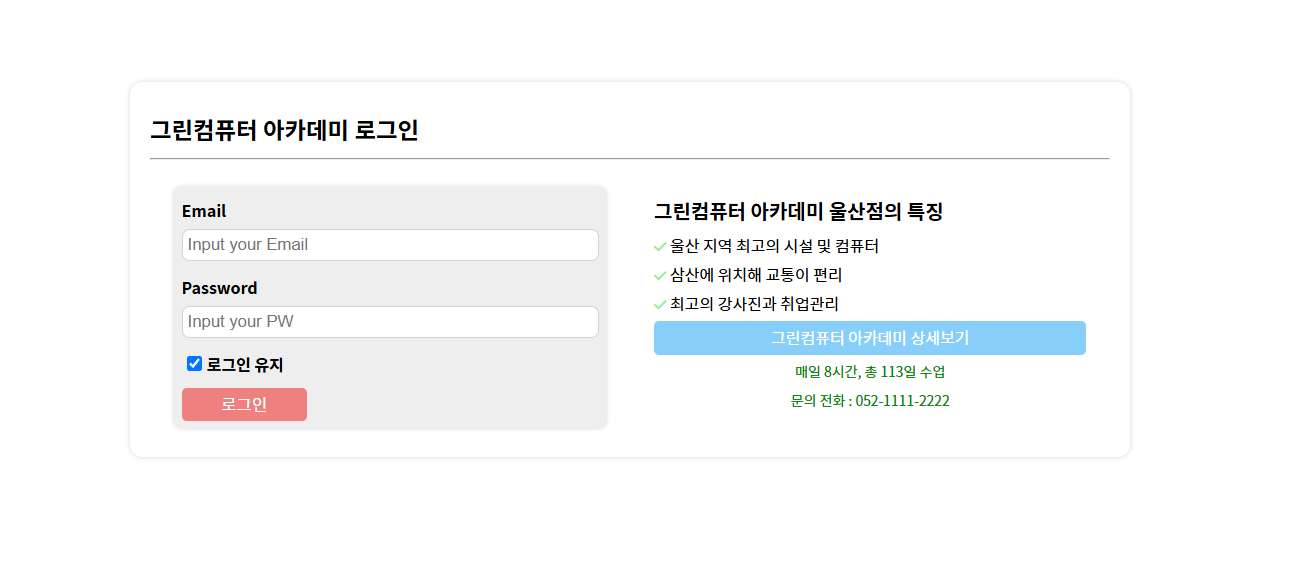 그린컴퓨터 아카데미 로그인
Email
Input your Email
Password
Input your PW
로그인 유지
로그인
그린컴퓨터 아카데미 울산점의 특징
울산 지역 최고의 시설 및 컴퓨터
삼산에 위치해 교통이 편리
최고의 강사진과 취업관리
그린컴퓨터 아카데미 상세보기
매일 8시간, 총 113일 수업
문의 전화 : 052-1111-2222